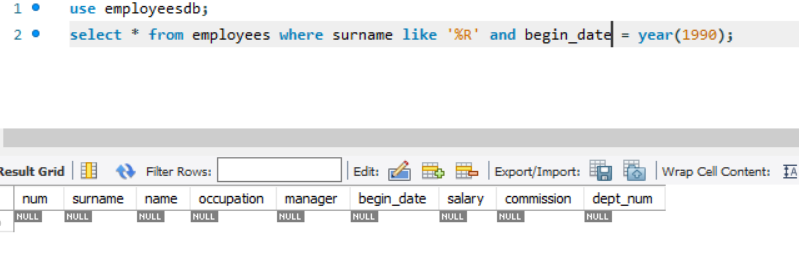 1 use employeesdb;
2 select * from employees where surname like '%R' and begin_date = year(1990);
Result Grid Filter Rows: Edit: Export/Import: Wrap Cell Content: IA
num surname name occupation manager begin_date salary commission dept_num
NULL NULL NULL NULL NULL NULL NULL NULL NULL